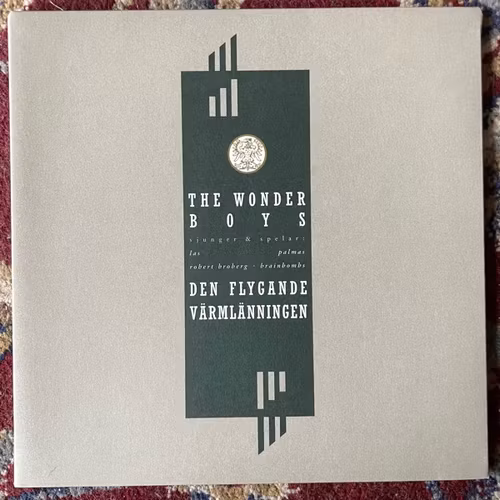 THE WONDER
BOYS
sjunger & spelar:
las palmas
robert broberg - brainbombs
DEN FLYGANDE
VÄRMLÄNNINGEN